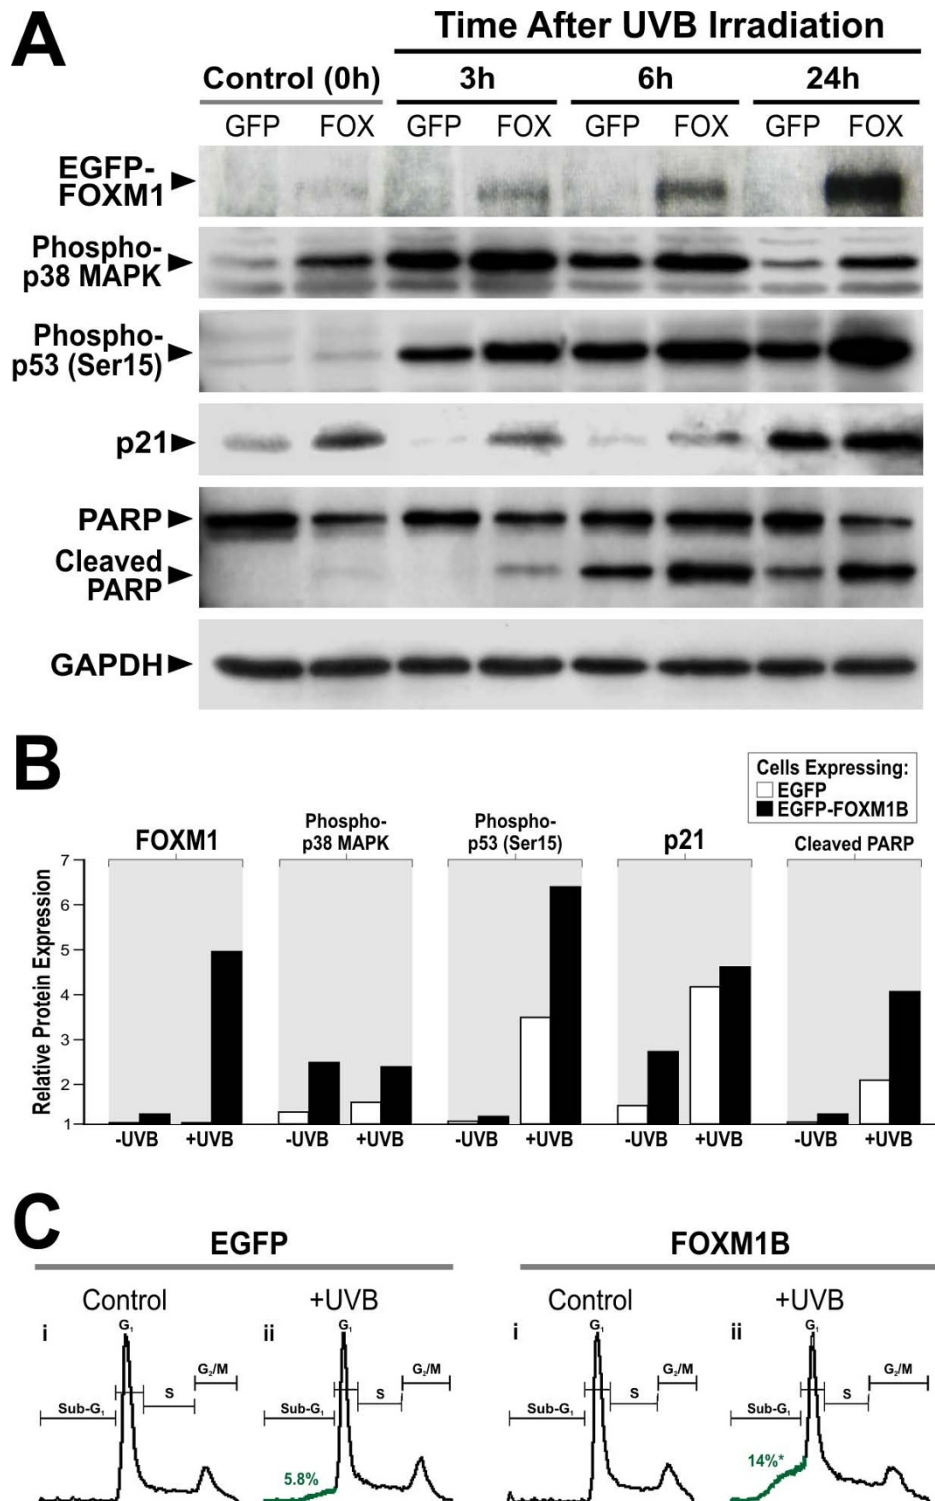 A
Time After UVB Irradiation
Control (0h) 3h 6h 24h
GFP FOX GFP FOX GFP FOX GFP FOX
EGFP-
FOXM1
Phospho-
p38 MAPK
Phospho-
p53 (Ser15)
p21
PARP
Cleaved
PARP
GAPDH
B
Cells Expressing:
EGFP
EGFP-FOXM1B
FOXM1
Phospho-
p38 MAPK
Phospho-
p53 (Ser15)
p21
Cleaved PARP
Relative Protein Expression
7
6
5
4
3
2
1
-UVB +UVB -UVB +UVB -UVB +UVB -UVB +UVB -UVB +UVB
C
EGFP FOXM1B
Control +UVB Control +UVB
i ii i ii
G₁ G₁ G₁ G₁
G₂/M G₂/M G₂/M G₂/M
S S S S
Sub-G₁ Sub-G₁ Sub-G₁ Sub-G₁
5.8% 14%*